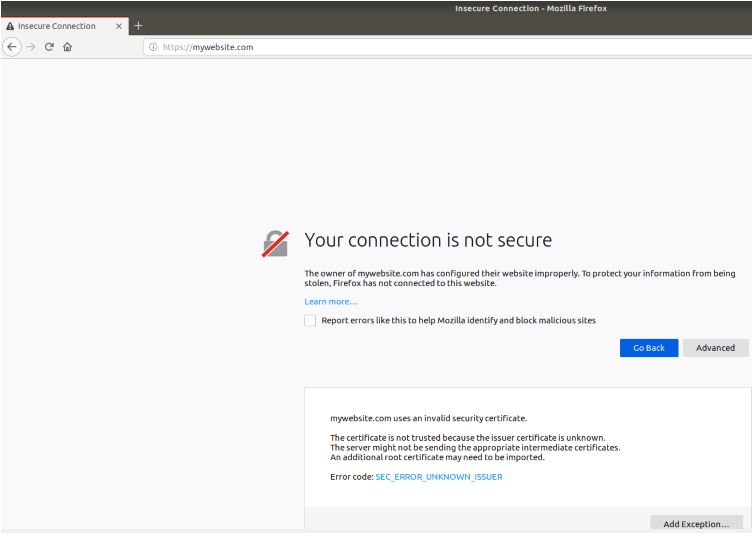 Insecure Connection - Mozilla Firefox
Insecure Connection
https://mywebsite.com
Your connection is not secure
The owner of mywebsite.com has configured their website improperly. To protect your information from being
stolen, Firefox has not connected to this website.
Learn more…
Report errors like this to help Mozilla identify and block malicious sites
Go Back Advanced
mywebsite.com uses an invalid security certificate.
The certificate is not trusted because the issuer certificate is unknown.
The server might not be sending the appropriate intermediate certificates.
An additional root certificate may need to be imported.
Error code: SEC_ERROR_UNKNOWN_ISSUER
Add Exception…